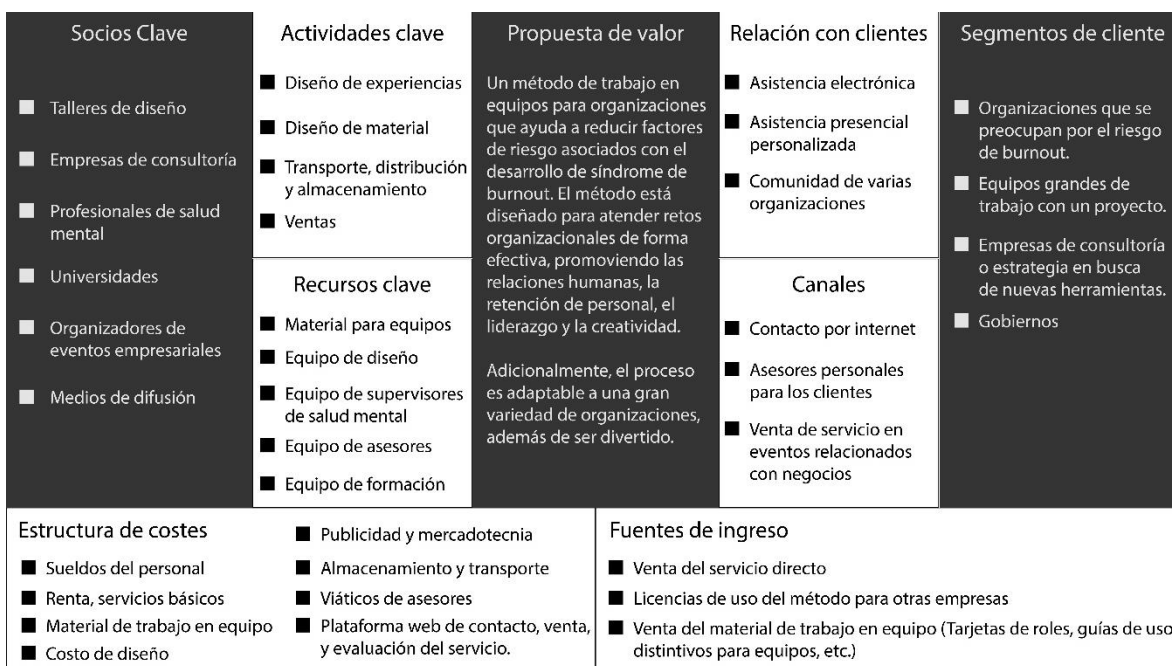 Socios Clave
Talleres de diseño
Empresas de consultoría
Profesionales de salud
mental
Universidades
Organizadores de
eventos empresariales
Medios de difusión
Actividades clave
Diseño de experiencias
Diseño de material
Transporte, distribución
y almacenamiento
Ventas
Recursos clave
Material para equipos
Equipo de diseño
Equipo de supervisores
de salud mental
Equipo de asesores
Equipo de formación
Propuesta de valor
Un método de trabajo en
equipos para organizaciones
que ayuda a reducir factores
de riesgo asociados con el
desarrollo de síndrome de
burnout. El método está
diseñado para atender retos
organizacionales de forma
efectiva, promoviendo las
relaciones humanas, la
retención de personal, el
liderazgo y la creatividad.
Adicionalmente, el proceso
es adaptable a una gran
variedad de organizaciones,
además de ser divertido.
Relación con clientes
Asistencia electrónica
Asistencia presencial
personalizada
Comunidad de varias
organizaciones
Canales
Contacto por internet
Asesores personales
para los clientes
Venta de servicio en
eventos relacionados
con negocios
Segmentos de cliente
Organizaciones que se
preocupan por el riesgo
de burnout.
Equipos grandes de
trabajo con un proyecto.
Empresas de consultoría
o estrategia en busca
de nuevas herramientas.
Gobiernos
Estructura de costes
Sueldos del personal
Renta, servicios básicos
Material de trabajo en equipo
Costo de diseño
Publicidad y mercadotecnia
Almacenamiento y transporte
Viáticos de asesores
Plataforma web de contacto, venta,
y evaluación del servicio.
Fuentes de ingreso
Venta del servicio directo
Licencias de uso del método para otras empresas
Venta del material de trabajo en equipo (Tarjetas de roles, guías de uso
distintivos para equipos, etc.)